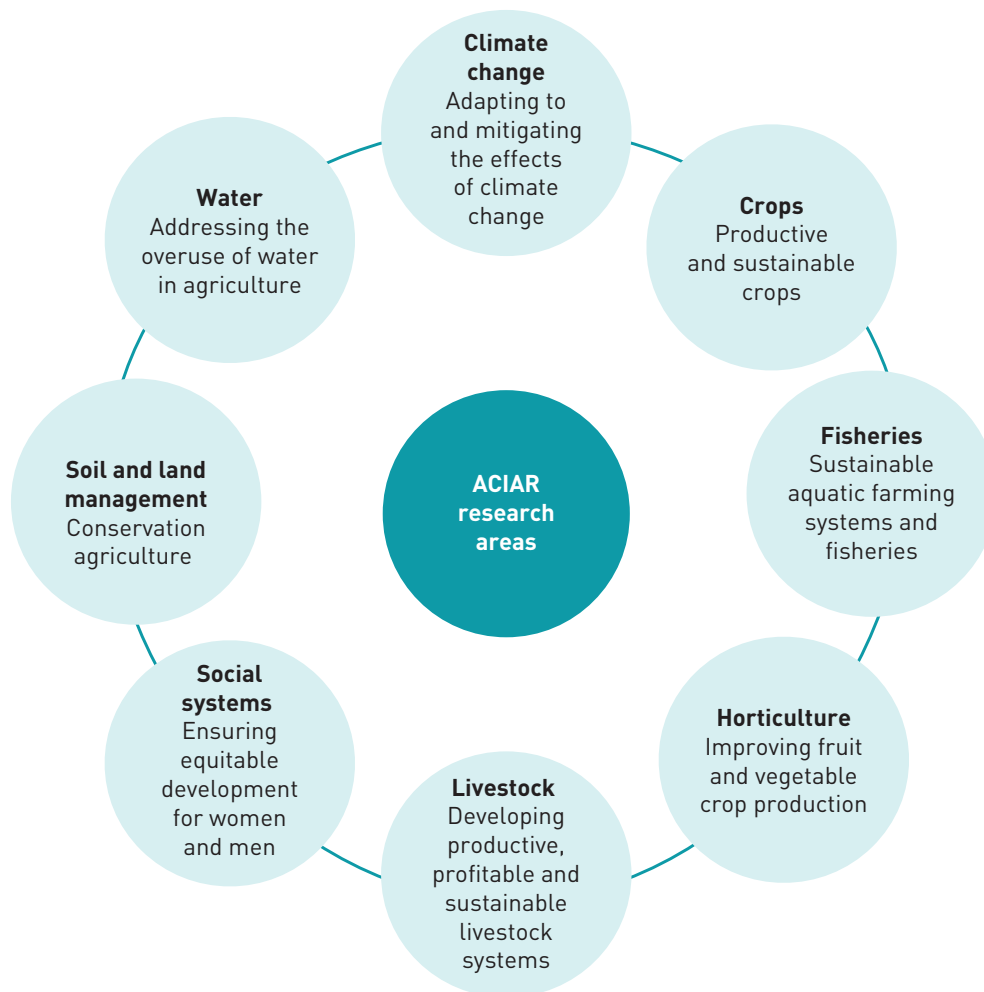 Climate
change
Adapting to
and mitigating
the effects
of climate
change
Crops
Productive
and sustainable
crops
Fisheries
Sustainable
aquatic farming
systems and
fisheries
Horticulture
Improving fruit
and vegetable
crop production
Livestock
Developing
productive,
profitable and
sustainable
livestock
systems
Social
systems
Ensuring
equitable
development
for women
and men
Soil and land
management
Conservation
agriculture
Water
Addressing the
overuse of water
in agriculture
ACIAR
research
areas